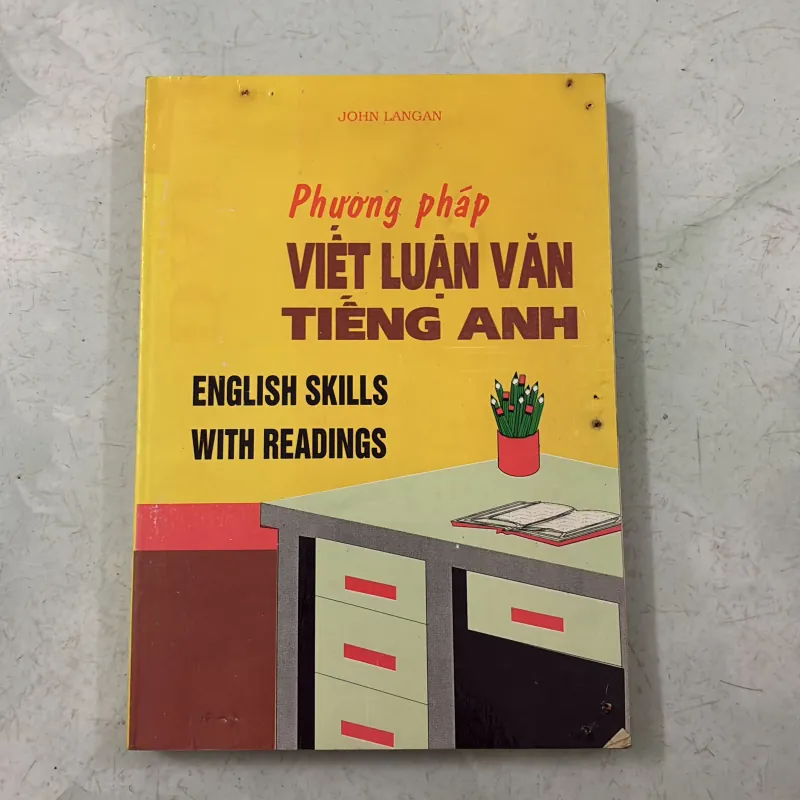 JOHN LANGAN
Phương pháp
VIẾT LUẬN VĂN
TIẾNG ANH
ENGLISH SKILLS
WITH READINGS